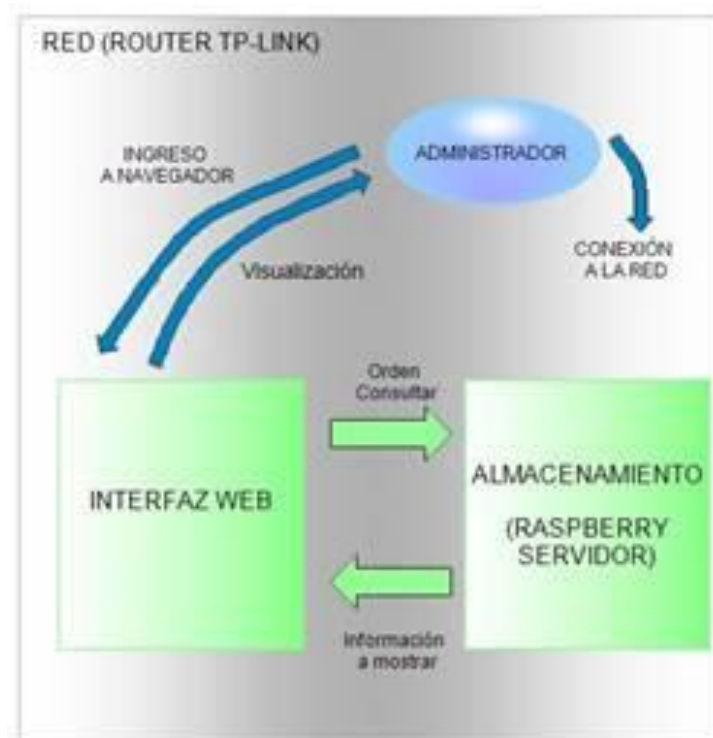 RED (ROUTER TP-LINK)
INGRESO
A NAVEGADOR
ADMINISTRADOR
CONEXIÓN
A LA RED
Visualización
Orden
Consultar
INTERFAZ WEB
ALMACENAMIENTO
(RASPBERRY
SERVIDOR)
Información
a mostrar